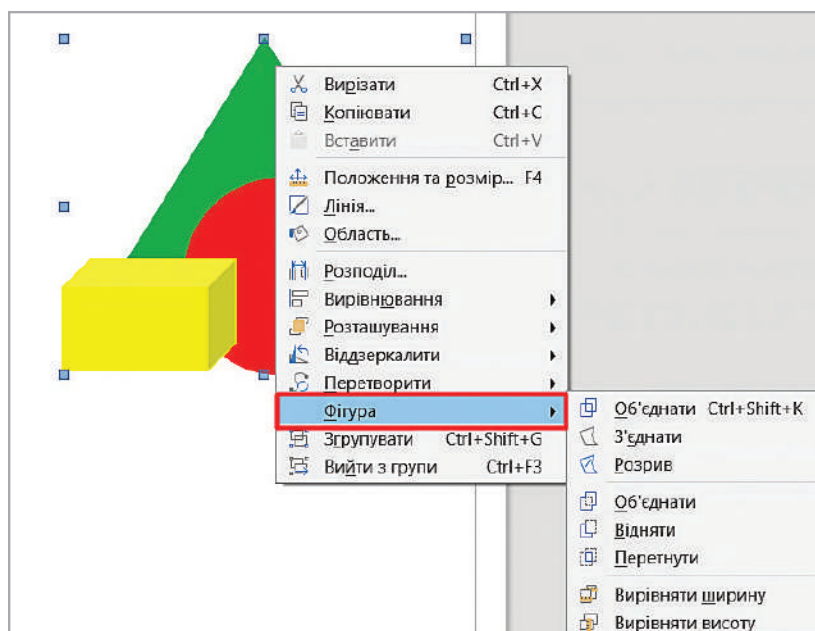 Вирізати Ctrl+X
Копіювати Ctrl+C
Вставити Ctrl+V
Положення та розмір... F4
Лінія...
Область...
Розподіл...
Вирівнювання
Розташування
Віддзеркалити
Перетворити
Фігура
Згрупувати Ctrl+Shift+G
Вийти з групи Ctrl+F3
Об'єднати Ctrl+Shift+K
З'єднати
Розрив
Об'єднати
Відняти
Перетнути
Вирівняти ширину
Вирівняти висоту